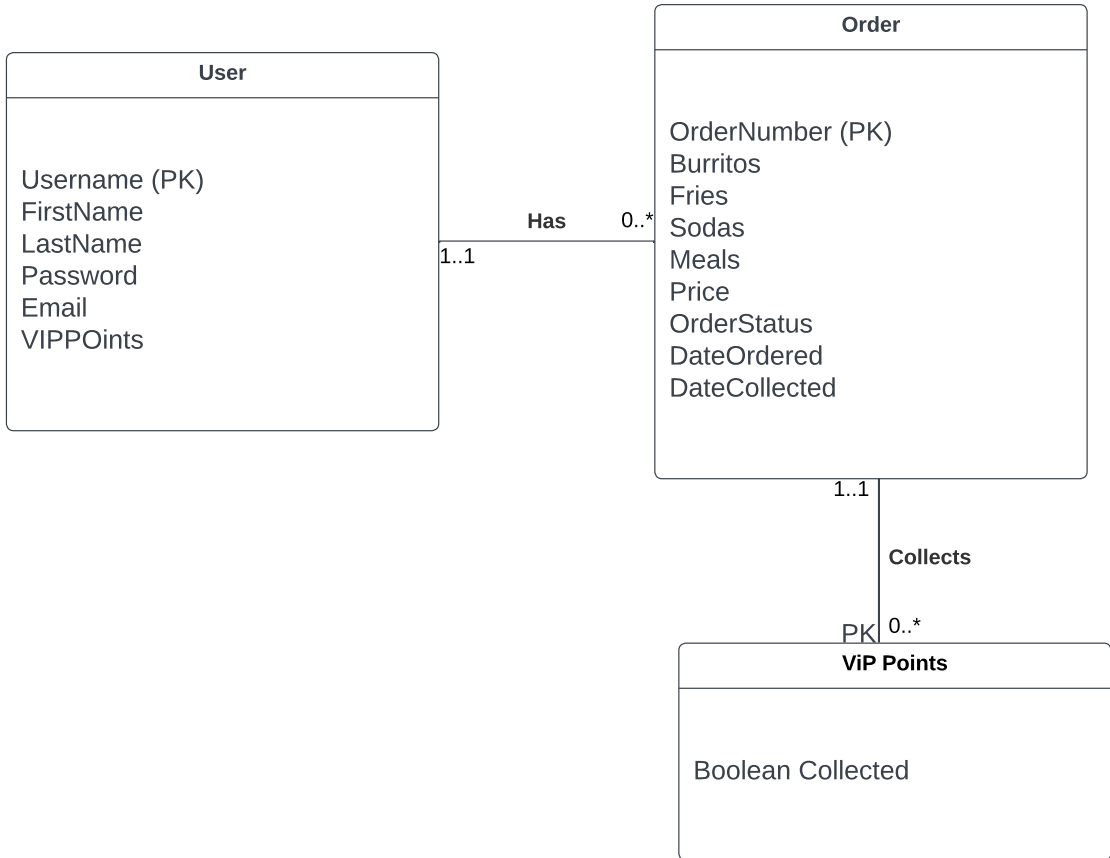 User
Username (PK)
FirstName
LastName
Password
Email
VIPPOints
Has
0..*
1..1
Order
OrderNumber (PK)
Burritos
Fries
Sodas
Meals
Price
OrderStatus
DateOrdered
DateCollected
1..1
Collects
PK
0..*
ViP Points
Boolean Collected